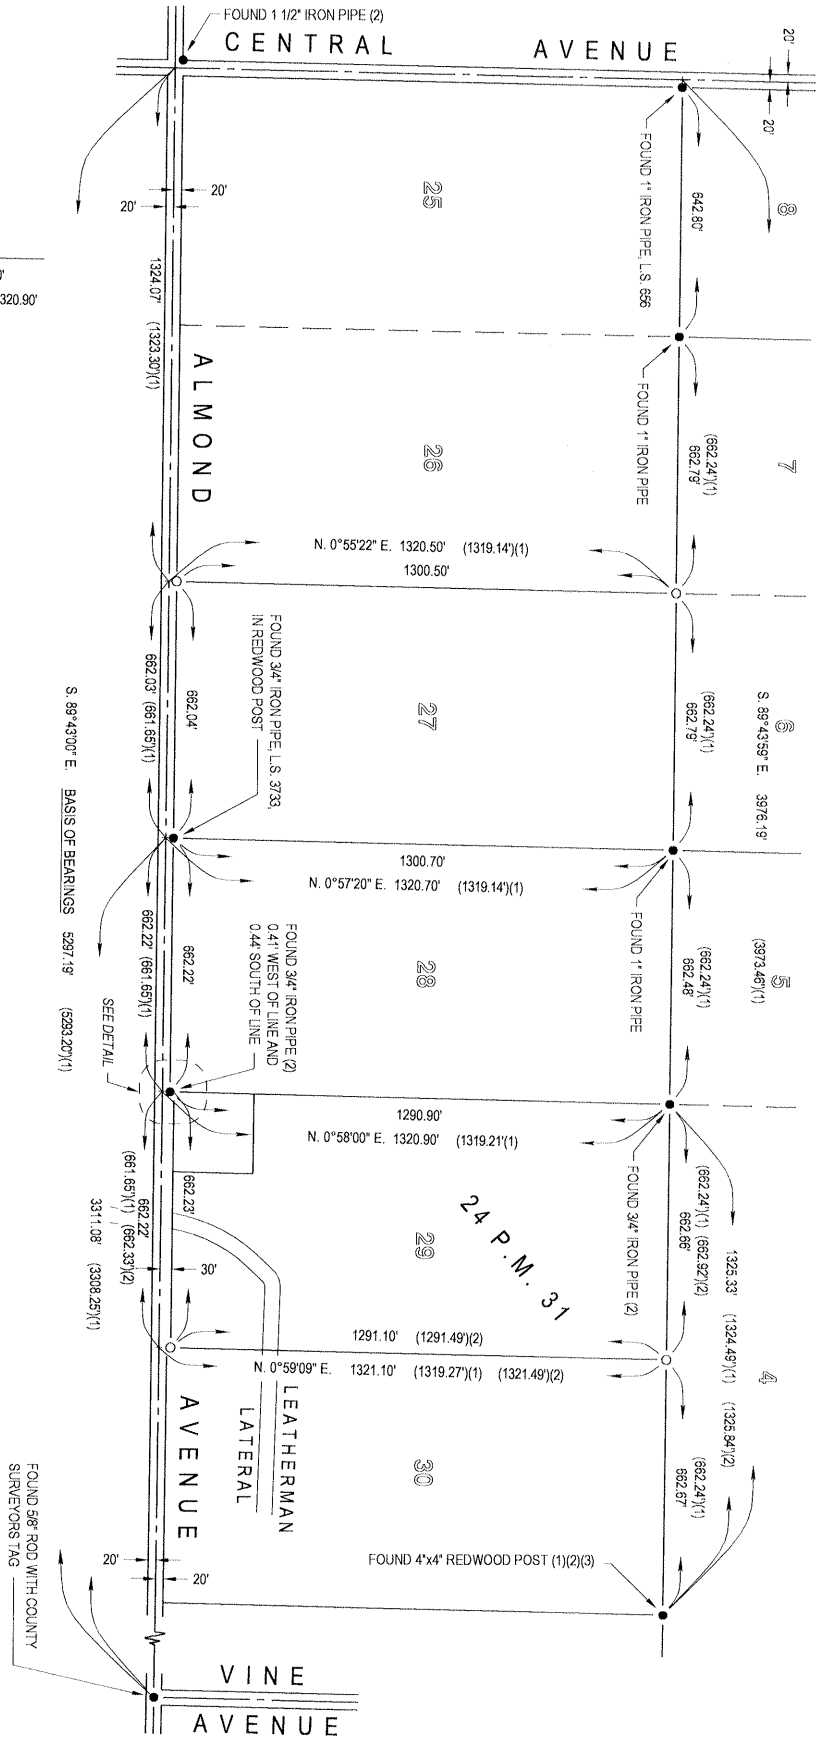 FOUND 1 1/2" IRON PIPE (2)
CENTRAL AVENUE
20'
20'
FOUND 1" IRON PIPE, L.S. 656
642.80'
8
25
20'
20'
1324.07' (1323.30')(1)
320.90'
ALMOND
FOUND 1" IRON PIPE
26
(662.24')(1)
662.79'
7
N. 0°55'22" E. 1320.50' (1319.14')(1)
1300.50'
FOUND 3/4" IRON PIPE, L.S. 3733,
IN REDWOOD POST
662.04'
662.03' (661.65')(1)
27
(662.24')(1)
662.79'
6
S. 89°43'59" E. 3976.19' (3973.46')(1)
S. 89°43'00" E. BASIS OF BEARINGS 5297.19' (5293.20')(1)
1300.70'
N. 0°57'20" E. 1320.70' (1319.14')(1)
FOUND 1" IRON PIPE
FOUND 3/4" IRON PIPE (2)
0.41' WEST OF LINE AND
0.44' SOUTH OF LINE
662.22'
662.22' (661.65')(1)
28
(662.24')(1)
662.48'
5
SEE DETAIL
1290.90'
N. 0°58'00" E. 1320.90' (1319.21'(1)
FOUND 3/4" IRON PIPE (2)
24 P.M. 31
29
662.23'
662.22'
(661.65')(1) (662.33')(2)
3311.08' (3308.25')(1)
30'
(662.24')(1) (662.92')(2)
662.66'
1325.33' (1324.49')(1) (1325.84')(2)
4
1291.10' (1291.49')(2)
N. 0°59'09" E. 1321.10' (1319.27')(1) (1321.49')(2)
LEATHERMAN
LATERAL
AVENUE
30
(662.24')(1)
662.67'
FOUND 4"x4" REDWOOD POST (1)(2)(3)
20'
20'
FOUND 5/8" ROD WITH COUNTY
SURVEYORS TAG
VINE
AVENUE